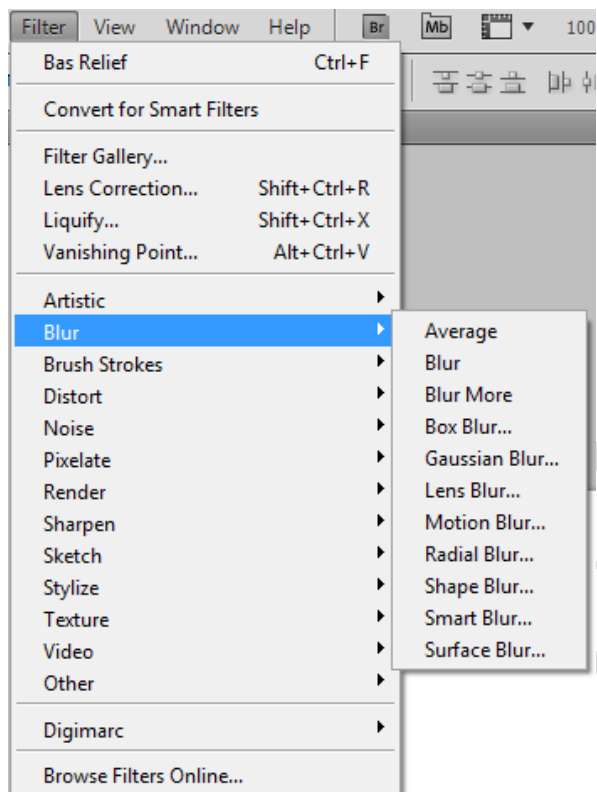 Filter View Window Help Br Mb 100
Bas Relief Ctrl+F
Convert for Smart Filters
Filter Gallery...
Lens Correction... Shift+Ctrl+R
Liquify... Shift+Ctrl+X
Vanishing Point... Alt+Ctrl+V
Artistic
Blur
Brush Strokes
Distort
Noise
Pixelate
Render
Sharpen
Sketch
Stylize
Texture
Video
Other
Digimarc
Browse Filters Online...
Average
Blur
Blur More
Box Blur...
Gaussian Blur...
Lens Blur...
Motion Blur...
Radial Blur...
Shape Blur...
Smart Blur...
Surface Blur...